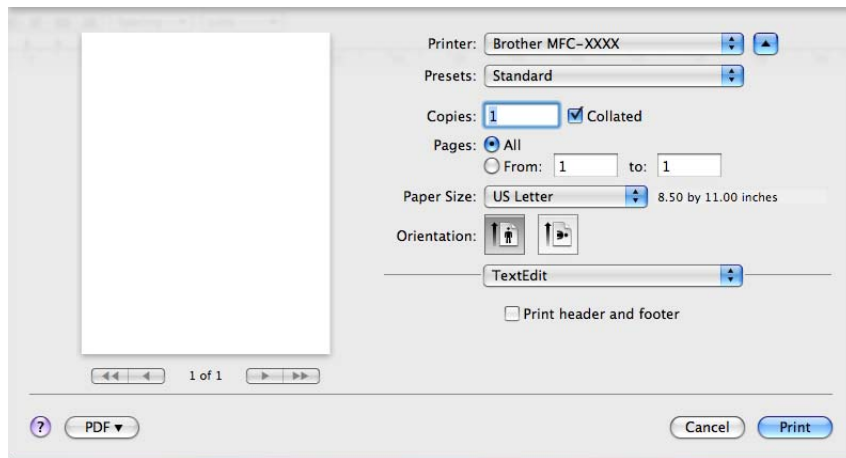 Printer: Brother MFC-XXXX
Presets: Standard
Copies: 1 Collated
Pages: All
From: 1 to: 1
Paper Size: US Letter 8.50 by 11.00 inches
Orientation:
TextEdit
Print header and footer
1 of 1
? PDF Cancel Print